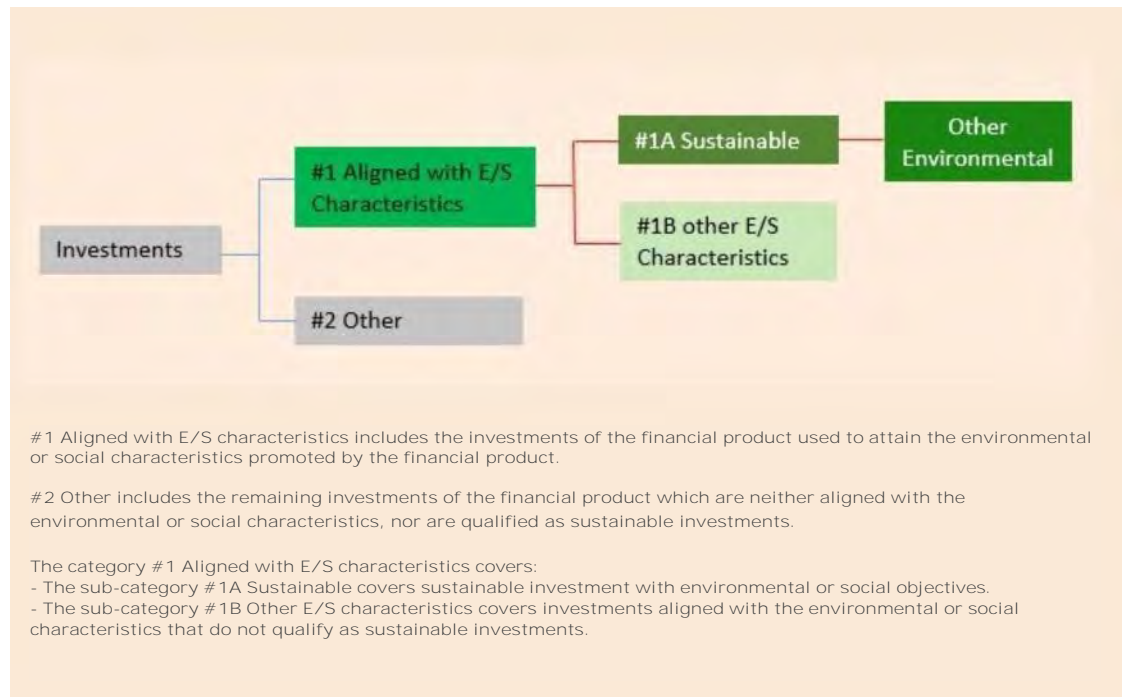 Other
Environmental
#1A Sustainable
#1 Aligned with E/S
Characteristics
#1B other E/S
Characteristics
Investments
#2 Other
#1 Aligned with E/S characteristics includes the investments of the financial product used to attain the environmental
or social characteristics promoted by the financial product.
#2 Other includes the remaining investments of the financial product which are neither aligned with the
environmental or social characteristics, nor are qualified as sustainable investments.
The category #1 Aligned with E/S characteristics covers:
- The sub-category #1A Sustainable covers sustainable investment with environmental or social objectives.
- The sub-category #1B Other E/S characteristics covers investments aligned with the environmental or social
characteristics that do not qualify as sustainable investments.